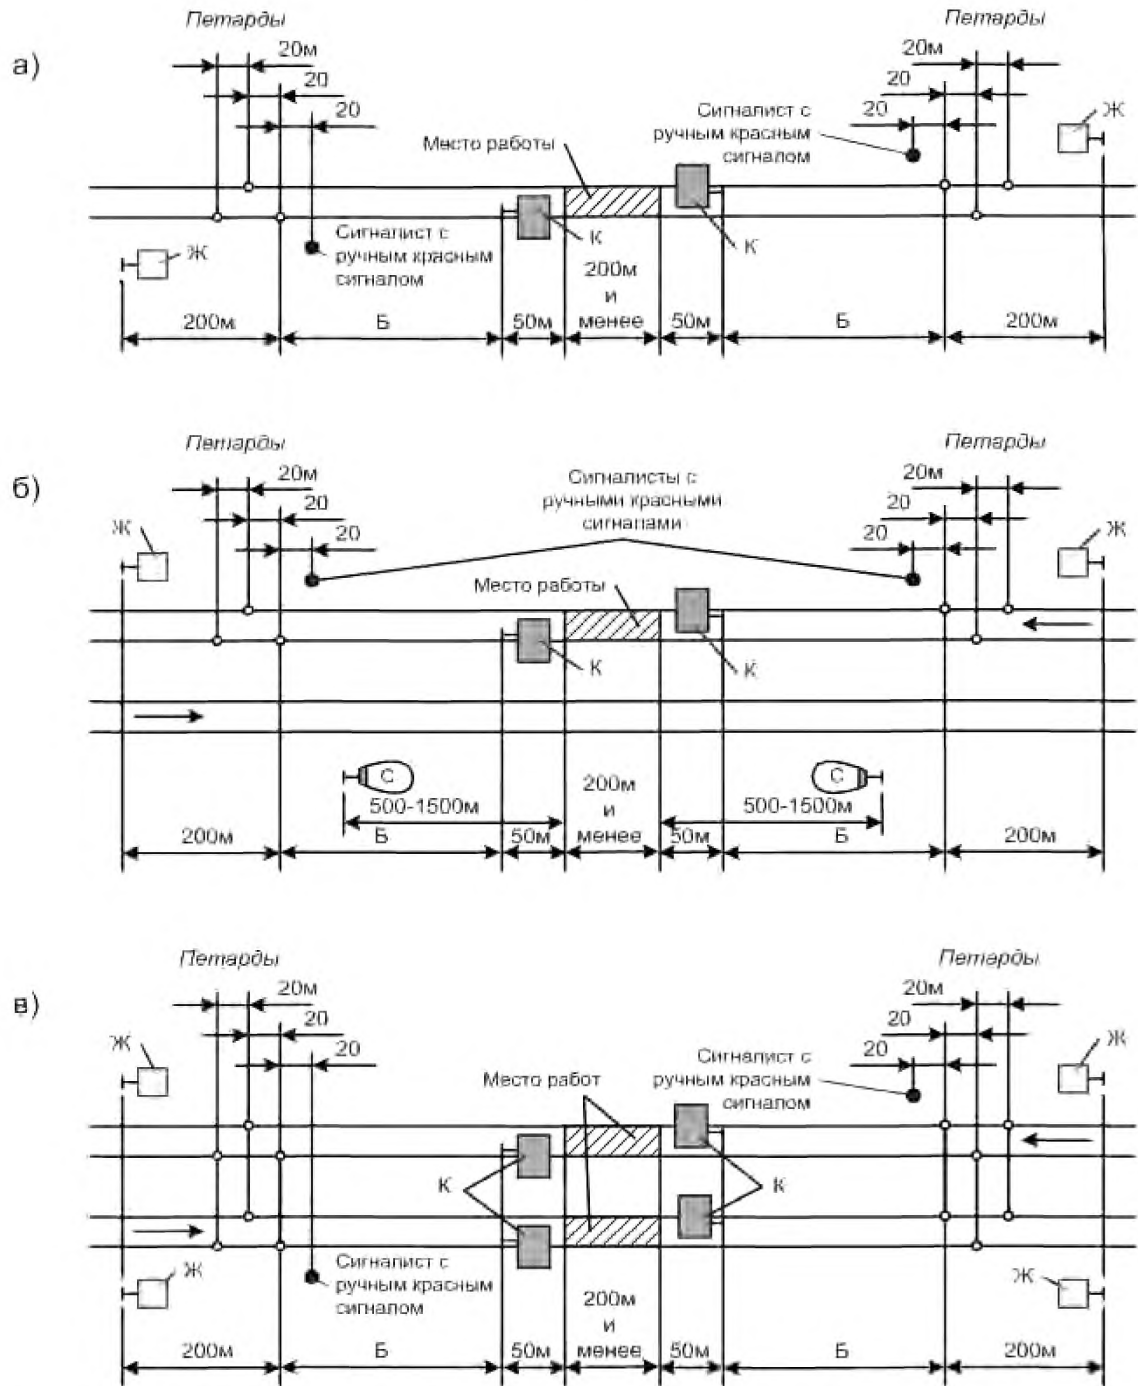 а)
Петарды
20м
20
20
Место работы
Сигналист с
ручным красным
сигналом
К
Ж
200м
Б
50м
200м
и
менее
Петарды
20м
20
20
Сигналист с
ручным красным
сигналом
Ж
К
50м
Б
200м
б)
Петарды
20м
20
20
Ж
Сигналисты с
ручными красными
сигналами
Место работы
К
Петарды
20м
20
20
Ж
К
С
500-1500м
200м
Б
50м
200м
и
менее
С
500-1500м
50м
Б
200м
в)
Петарды
20м
20
20
Ж
Место работ
Сигналист с
ручным красным
сигналом
Петарды
20м
20
20
Ж
К
К
Ж
Сигналист с
ручным красным
сигналом
Ж
200м
Б
50м
200м
и
менее
50м
Б
200м